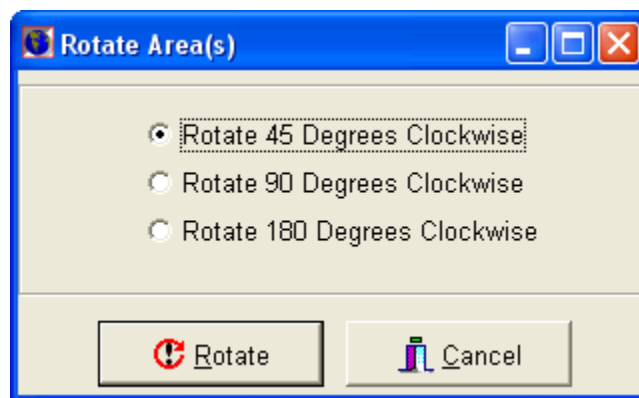 Rotate Area(s)
Rotate 45 Degrees Clockwise
Rotate 90 Degrees Clockwise
Rotate 180 Degrees Clockwise
Rotate Cancel